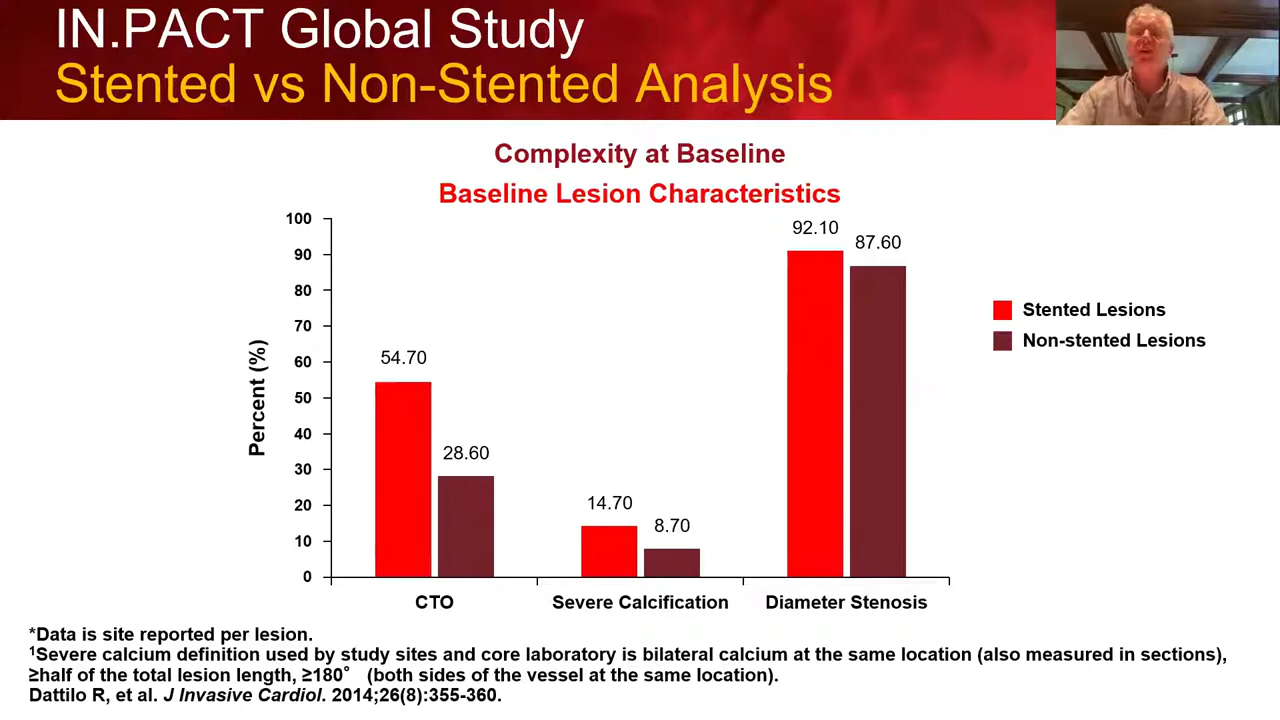 IN.PACT Global Study
Stented vs Non-Stented Analysis
Complexity at Baseline
Baseline Lesion Characteristics
Percent (%)
100
90
80
70
60
50
40
30
20
10
0
54.70
28.60
14.70
8.70
92.10
87.60
CTO
Severe Calcification
Diameter Stenosis
Stented Lesions
Non-stented Lesions
*Data is site reported per lesion.
¹Severe calcium definition used by study sites and core laboratory is bilateral calcium at the same location (also measured in sections),
≥half of the total lesion length, ≥180° (both sides of the vessel at the same location).
Dattilo R, et al. J Invasive Cardiol. 2014;26(8):355-360.